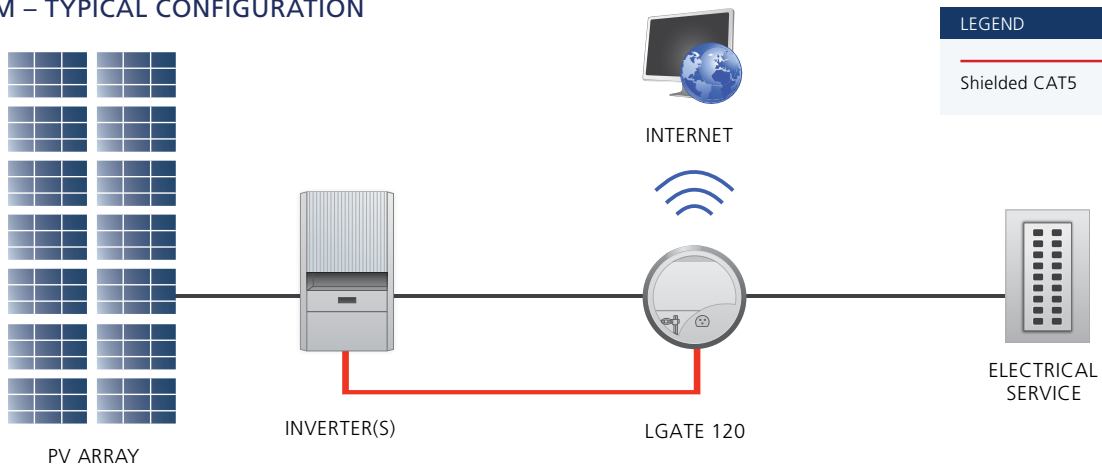 M – TYPICAL CONFIGURATION
LEGEND
Shielded CAT5
INTERNET
INVERTER(S)
LGATE 120
ELECTRICAL
SERVICE
PV ARRAY